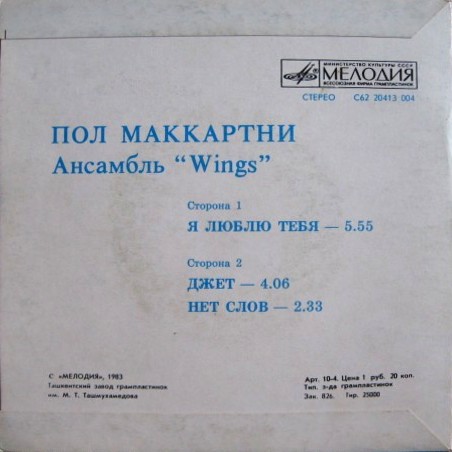 МИНИСТЕРСТВО КУЛЬТУРЫ СССР
МЕЛОДИЯ
ВСЕСОЮЗНАЯ ФИРМА ГРАМПЛАСТИНОК
СТЕРЕО С62 20413 004
ПОЛ МАККАРТНИ
Ансамбль “Wings”
Сторона 1
Я ЛЮБЛЮ ТЕБЯ — 5.55
Сторона 2
ДЖЕТ — 4.06
НЕТ СЛОВ — 2.33
© «МЕЛОДИЯ», 1983
Ташкентский завод грампластинок
им. М. Т. Ташмухамедова
Арт. 10-4. Цена 1 руб. 20 коп.
Тип. з-да грампластинок
Зак. 826. Тир. 25000